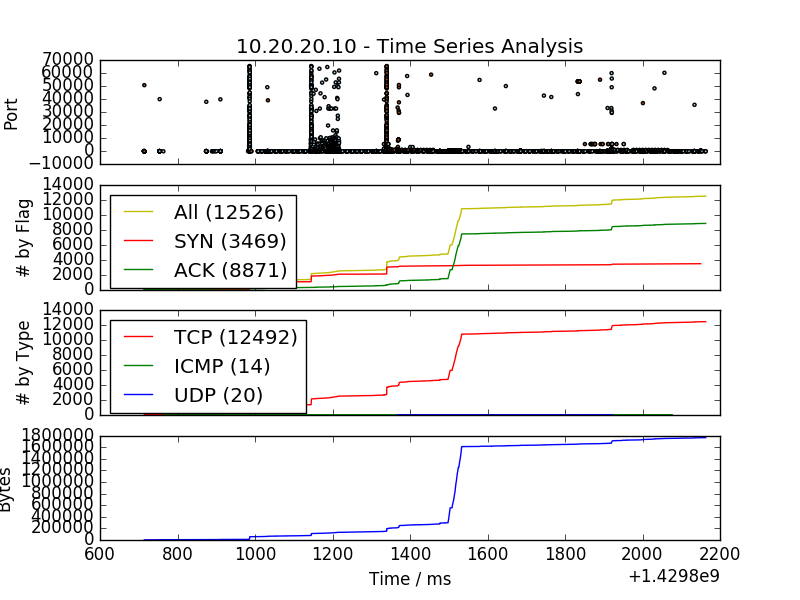 10.20.20.10 - Time Series Analysis
70000
60000
50000
40000
30000
20000
10000
0
−10000
Port
14000
12000
10000
8000
6000
4000
2000
0
# by Flag
All (12526)
SYN (3469)
ACK (8871)
14000
12000
10000
8000
6000
4000
2000
0
# by Type
TCP (12492)
ICMP (14)
UDP (20)
1800000
1600000
1400000
1200000
1000000
800000
600000
400000
200000
0
Bytes
600 800 1000 1200 1400 1600 1800 2000 2200
Time / ms
+1.4298e9